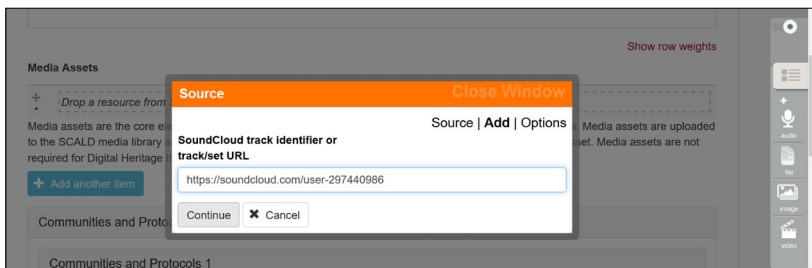 Show row weights
Media Assets
Source
Close Window
Drop a resource from
Source | Add | Options
Media assets are the core ele
. Media assets are uploaded
SoundCloud track identifier or
to the SCALD media library
set. Media assets are not
track/set URL
required for Digital Heritage
https://soundcloud.com/user-297440986
+ Add another item
Continue
✖ Cancel
Communities and Proto
Communities and Protocols 1
audio
file
image
video